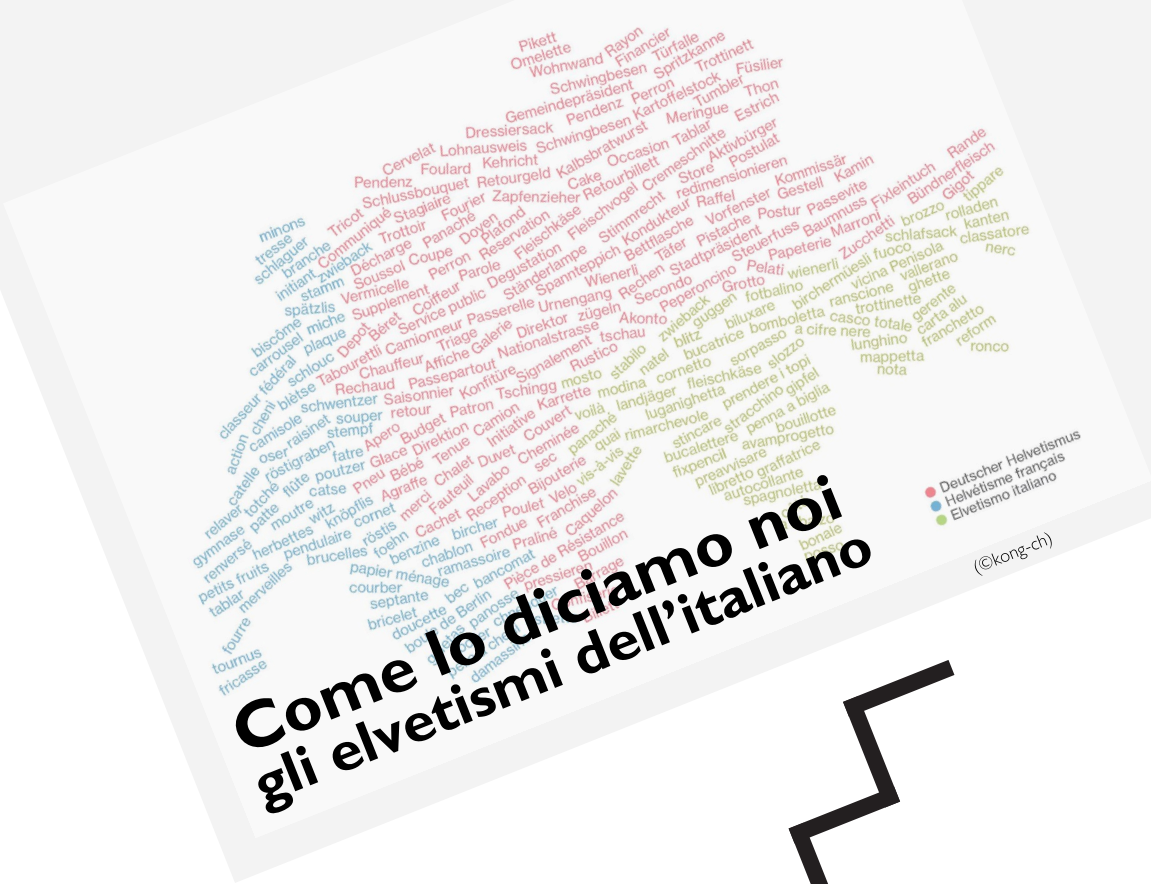 Pikett
Omelette
Wohnwand Rayon
Financier
Schwingbesen Türfalle
Spritzkanne
Gemeindepräsident Perron Trottinett
Dressiersack Pendenz Kartoffelstock Füsilier
Cervelat Lohnausweis Schwingbesen Tumbler
Pendenz Foulard Kehricht Kalbsbratwurst Meringue Thon
Schlussbouquet Retourgeld Occasion Tablar Estrich
Tricot Stagiaire Zapfenzieher Cake Retourbillett Cremeschnitte
Communiqué Trottoir Fourier Fleischvogel Store Aktivbürger
Décharge Panaché Plafond Stimmrecht redimensionieren Postulat
Soussol Coupe Doyen Reservation Fleischkäse Kondukteur Raffel
Vermicelle Perron Parole Degustation Bettflasche Vorfenster Kommissär
Supplement Coiffeur Ständerlampe Täfer Pistache Gestell Kamin
Depot Béret Service public Spannteppich Stadtpräsident Postur Passevite
Tabourettli Camionneur Passerelle Wienerli Rechen Steuerfuss Baumnuss Fixleintuch Rande
Chauffeur Triage Galerie Urnengang Secondo Papeterie Marroni Bündnerfleisch
Rechaud Affiche Direktor zügeln Peperoncino Pelati Zucchetti Gigot
Saisonnier Passepartout Nationalstrasse Akonto Grotto
retour Konfitüre Signalement tschau
Apero Budget Patron Tschingg Rustico
Glace Direktion Camion Initiative Karrette
Pneu Bébé Tenue Duvet Couvert
Agraffe Chalet Lavabo Cheminée
merci Fauteuil sec
Cachet Reception Bijouterie
Fondue Poulet Velo
Praliné Franchise
Caquelon
Pièce de Résistance
pressieren Bouillon
minons
tresse
schlaguer
branche
initiant zwieback
stamm
spätzlis
biscôme miche
carrousel plaque
classeur fédéral schlouc
action cheni biètse
camisole schwentzer
oser raisinet souper
catelle röstigraben stempf
totché flûte fatre
relaver patte poutzer
gymnase moutre catse
renversé herbettes witz knöpflis
petits fruits pendulaire cornet
tablar merveilles brucelles röstis
foehn bircher
benzine
chablon
papier ménage ramassoire
courber bancomat
septante bec
bricelet panosse
doucette
fourre
tournus
fricasse
brozzo tippare
schlafsack rolladen
kanten
classatore
nerc
wienerli birchermüesli fuoco
vicina Penisola
zwieback guggen fotbalino ranscione vallerano
blitz biluxare bomboletta trottinette ghette
mosto stabilo natel bucatrice casco totale gerente
modina cornetto sorpasso a cifre nere carta alu
voilà landjäger fleischkäse elozzo lunghino franchetto
panaché luganighetta prendere i topi mappetta reform
qual rimarchevole stracchino gipfel nota ronco
vis-à-vis stincare perna a biglia
lavette bucalettere bouillotte
fixpencil avamprogetto
preavvisare
libretto graffatrice
autocollante
spagnoletta
bonale
Deutscher Helvetismus
Helvétisme français
Elvetismo italiano
(©kong-ch)
Come lo diciamo noi
gli elvetismi dell’italiano